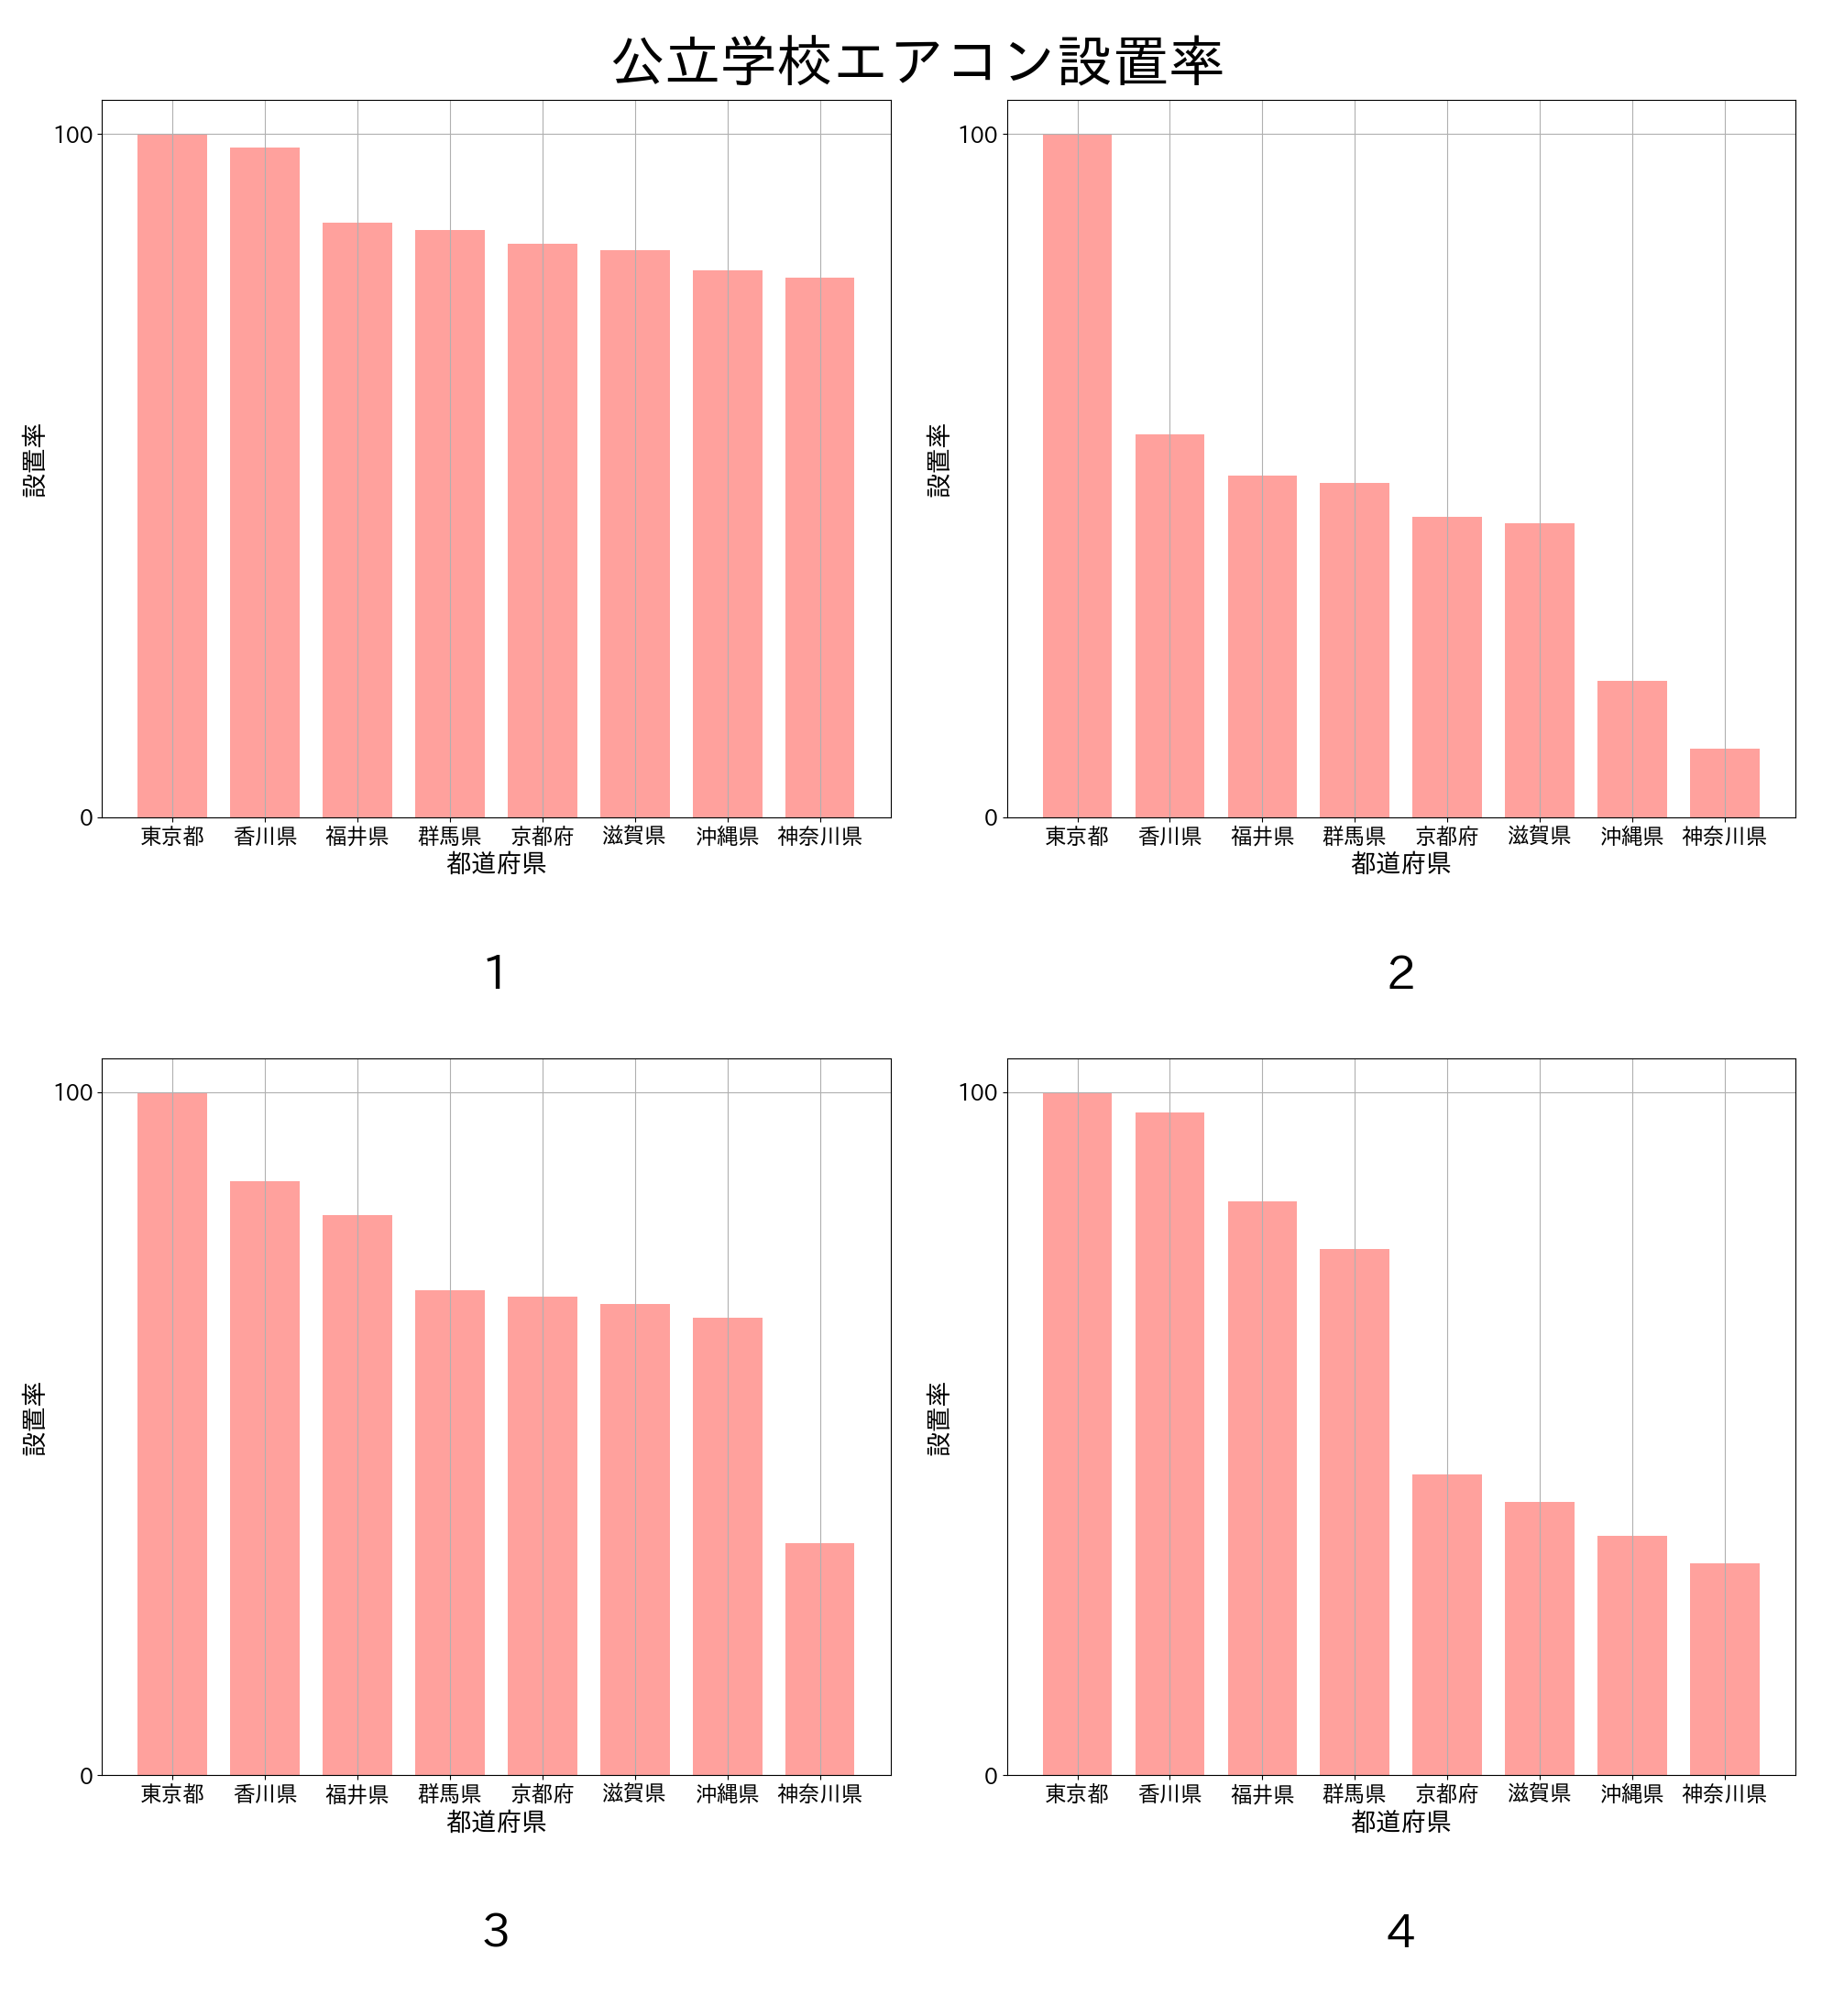 公立学校エアコン設置率
100
設置率
0
東京都 香川県 福井県 群馬県 京都府 滋賀県 沖縄県 神奈川県
都道府県
1
100
設置率
0
東京都 香川県 福井県 群馬県 京都府 滋賀県 沖縄県 神奈川県
都道府県
2
100
設置率
0
東京都 香川県 福井県 群馬県 京都府 滋賀県 沖縄県 神奈川県
都道府県
3
100
設置率
0
東京都 香川県 福井県 群馬県 京都府 滋賀県 沖縄県 神奈川県
都道府県
4